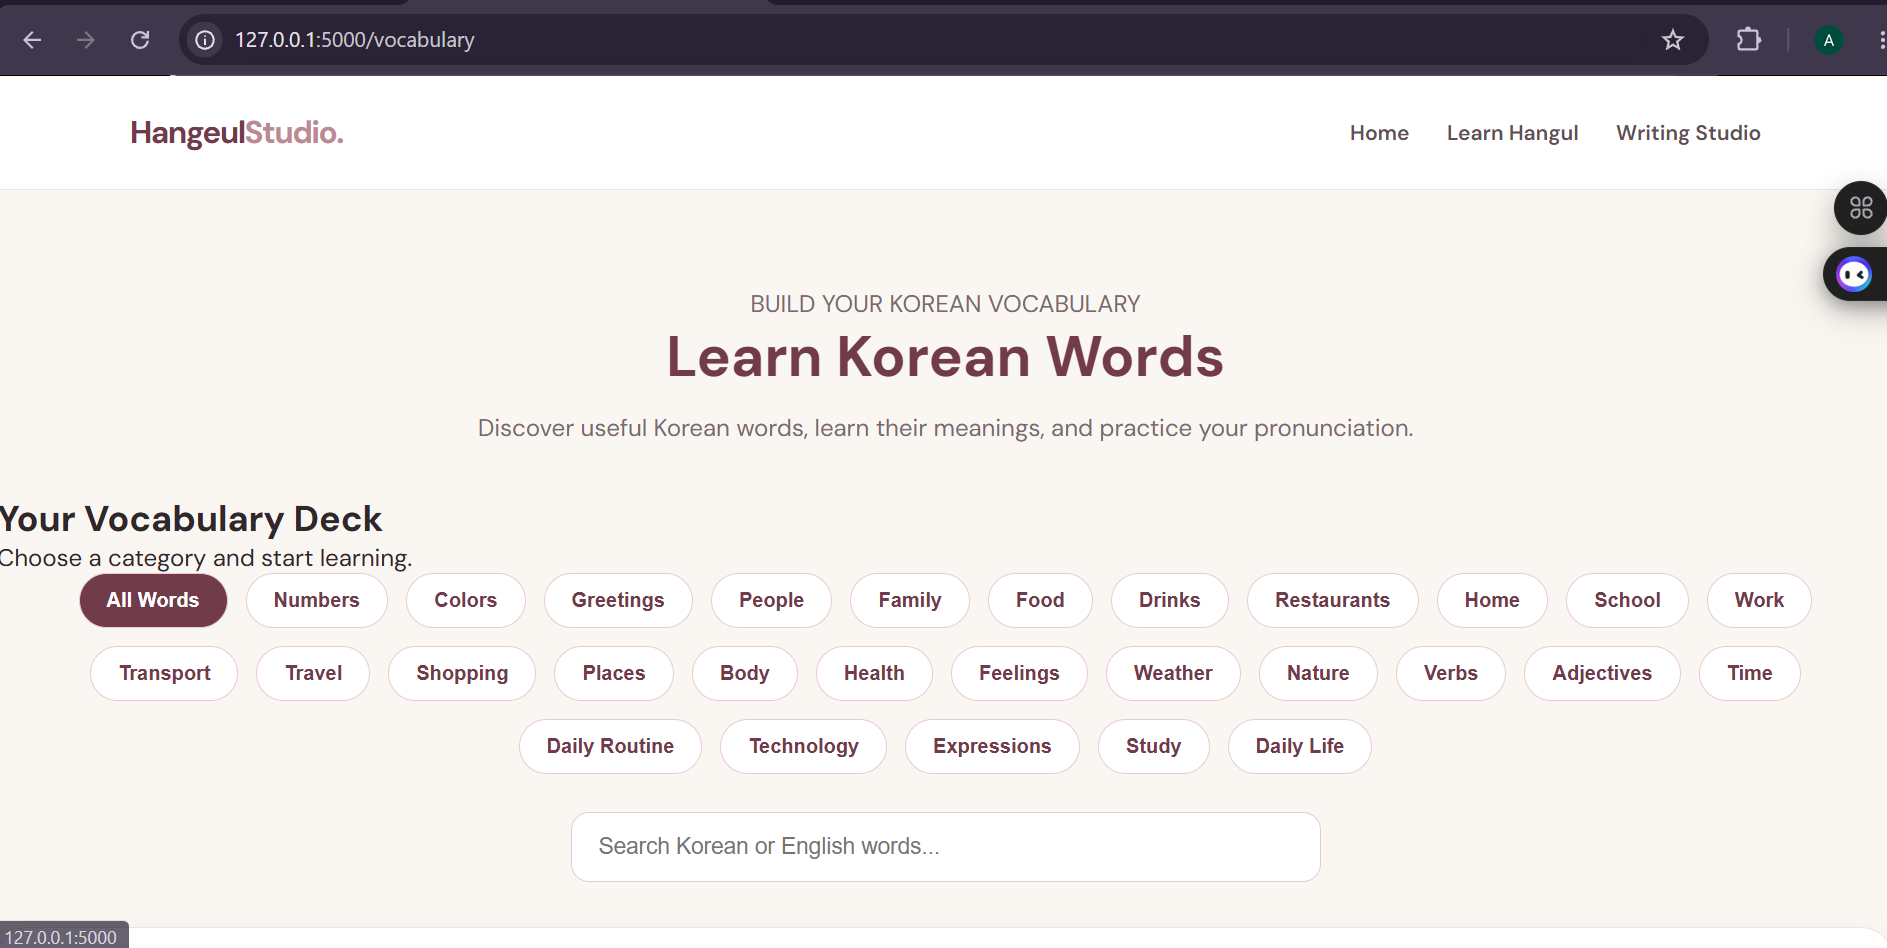 127.0.0.1:5000/vocabulary
A
HangeulStudio.
Home Learn Hangul Writing Studio
BUILD YOUR KOREAN VOCABULARY
Learn Korean Words
Discover useful Korean words, learn their meanings, and practice your pronunciation.
Your Vocabulary Deck
Choose a category and start learning.
All Words Numbers Colors Greetings People Family Food Drinks Restaurants Home School Work
Transport Travel Shopping Places Body Health Feelings Weather Nature Verbs Adjectives Time
Daily Routine Technology Expressions Study Daily Life
Search Korean or English words...
127.0.0.1:5000